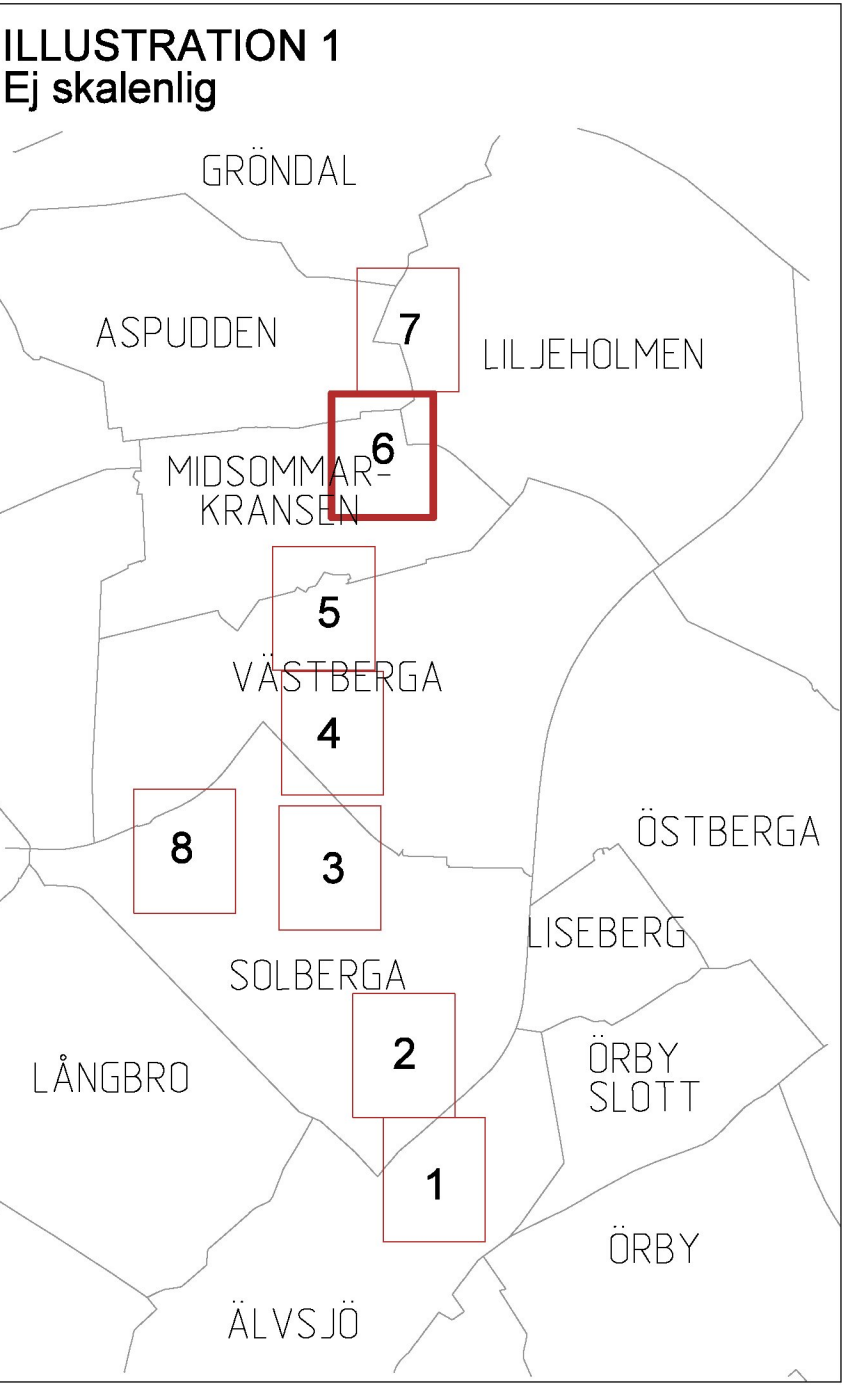 ILLUSTRATION 1
Ej skalenlig
GRÖNDAL
ASPUDDEN
7
LILJEHOLMEN
6
MIDSOMMAR-
KRANSEN
5
VÄSTBERGA
4
ÖSTBERGA
8
3
LISEBERG
SOLBERGA
2
ÖRBY
SLOTT
LÅNGBRO
1
ÖRBY
ÄLVSJÖ